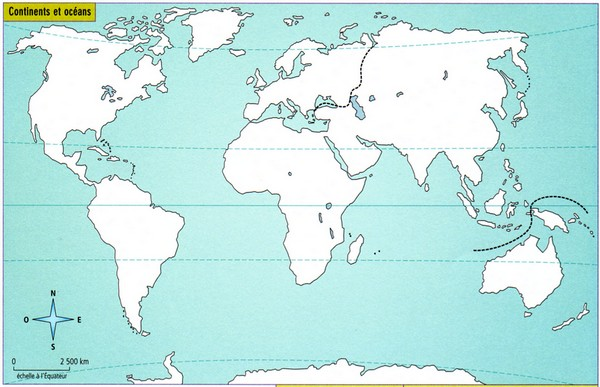 Continents et océans
N
O E
S
0 2 500 km
échelle à l'Équateur